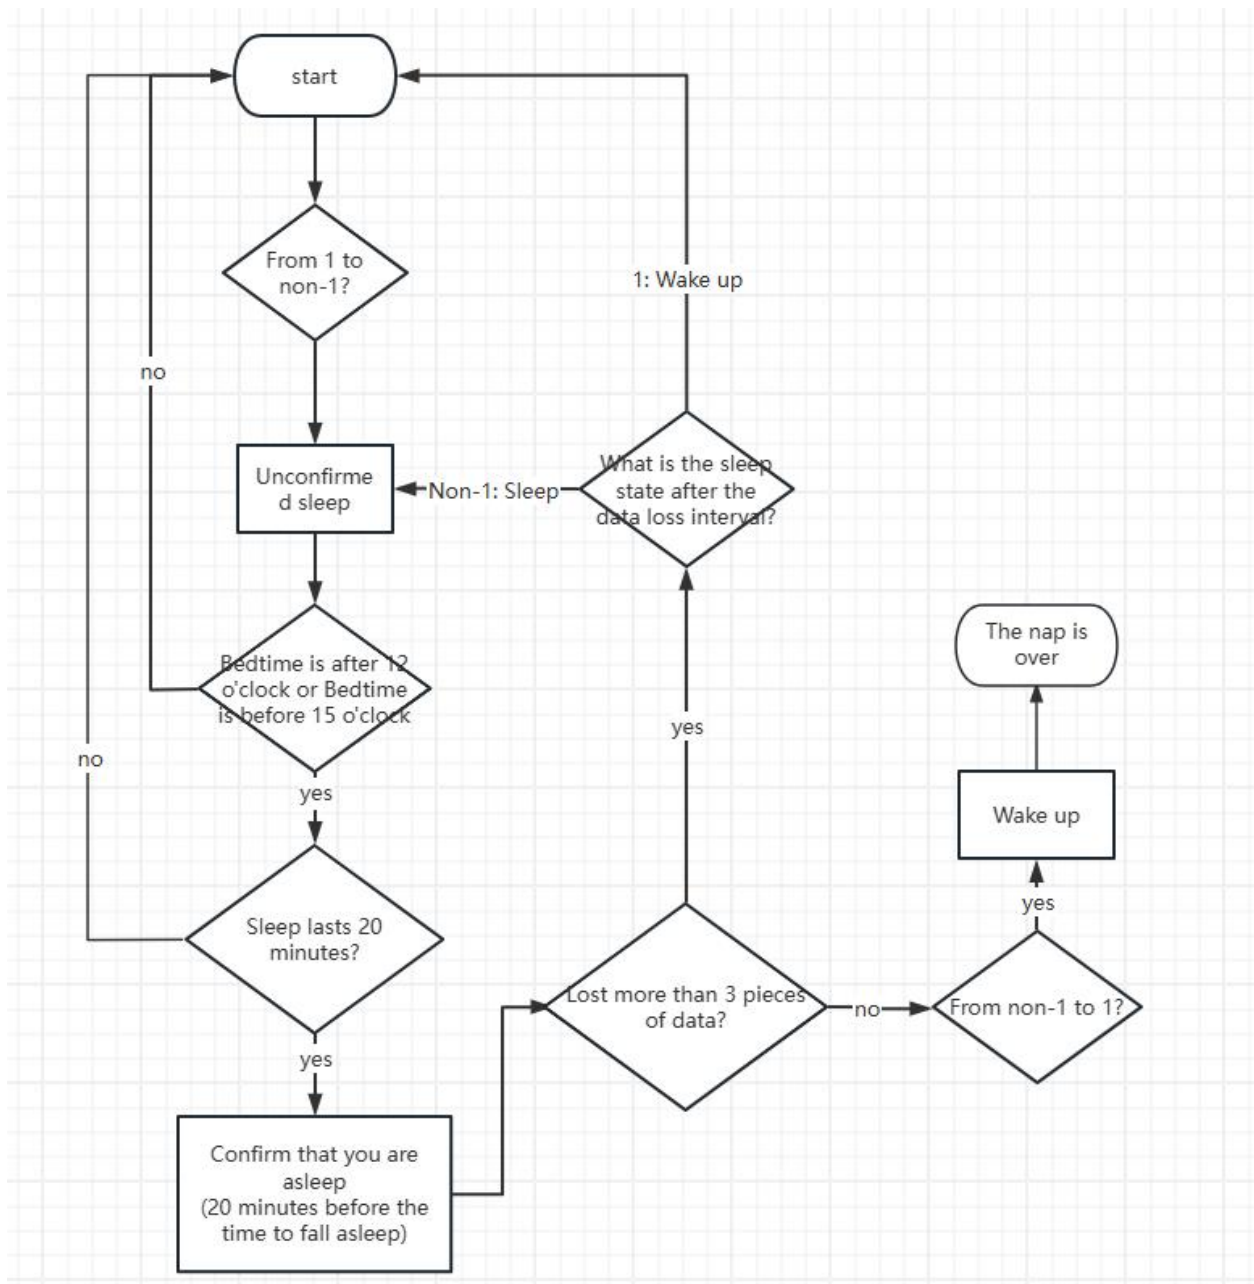 start
From 1 to
non-1?
1: Wake up
no
What is the sleep
state after the
data loss interval?
Unconfirme
d sleep
Non-1: Sleep
The nap is
over
Bedtime is after 12
o'clock or Bedtime
is before 15 o'clock
yes
no
yes
Wake up
yes
Sleep lasts 20
minutes?
Lost more than 3 pieces
of data?
no
From non-1 to 1?
yes
Confirm that you are
asleep
(20 minutes before the
time to fall asleep)